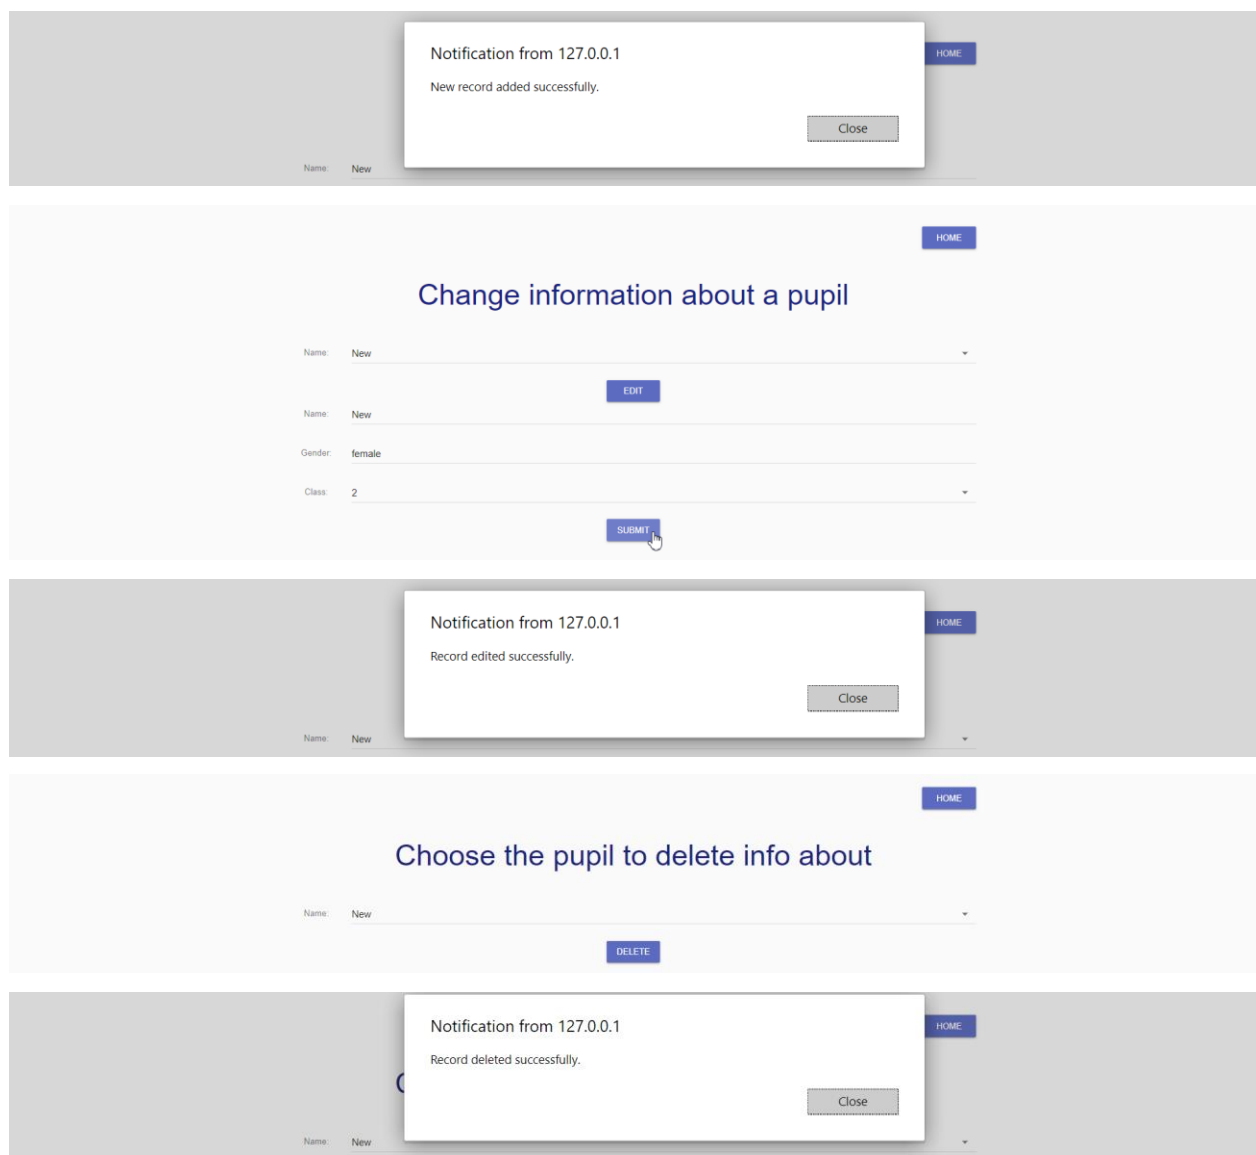 Notification from 127.0.0.1
HOME
New record added successfully.
Close
Name: New
HOME
Change information about a pupil
Name: New
EDIT
Name: New
Gender: female
Class: 2
SUBMIT
Notification from 127.0.0.1
HOME
Record edited successfully.
Close
Name: New
HOME
Choose the pupil to delete info about
Name: New
DELETE
Notification from 127.0.0.1
HOME
Record deleted successfully.
Close
Name: New